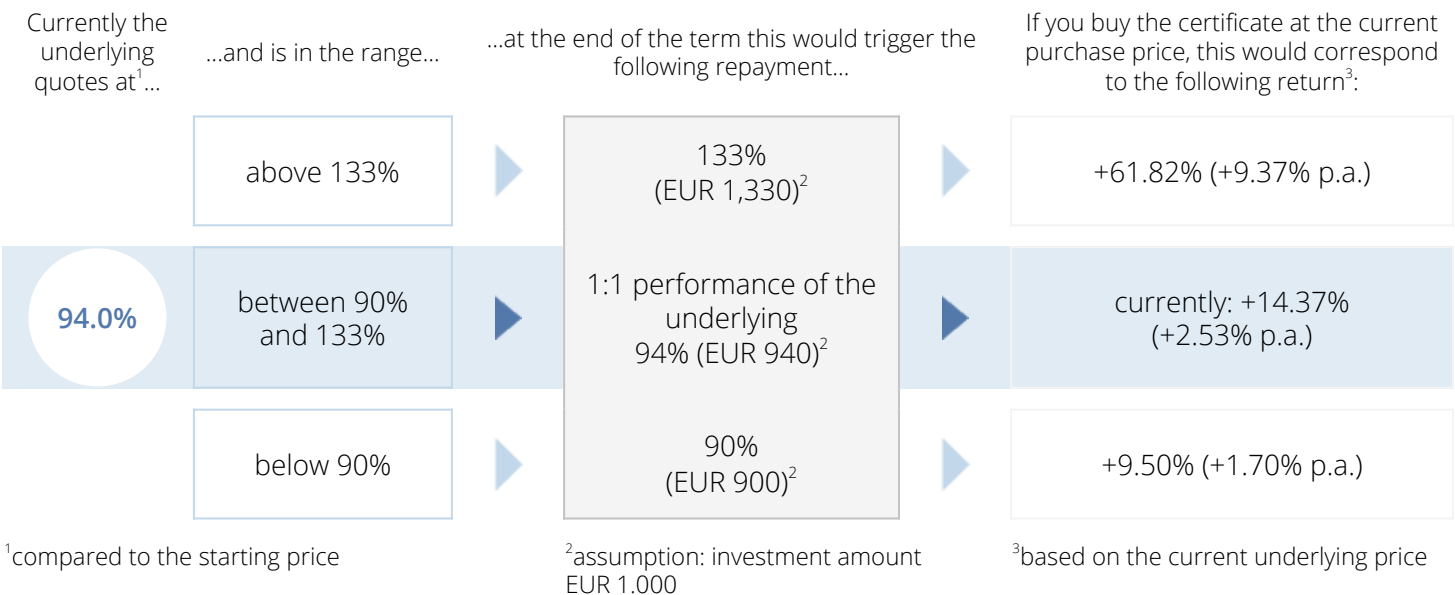 Currently the
underlying
quotes at¹...
...and is in the range...
...at the end of the term this would trigger the
following repayment...
If you buy the certificate at the current
purchase price, this would correspond
to the following return³:
above 133%
133%
(EUR 1,330)²
+61.82% (+9.37% p.a.)
94.0%
between 90%
and 133%
1:1 performance of the
underlying
94% (EUR 940)²
currently: +14.37%
(+2.53% p.a.)
below 90%
90%
(EUR 900)²
+9.50% (+1.70% p.a.)
¹compared to the starting price
²assumption: investment amount
EUR 1.000
³based on the current underlying price